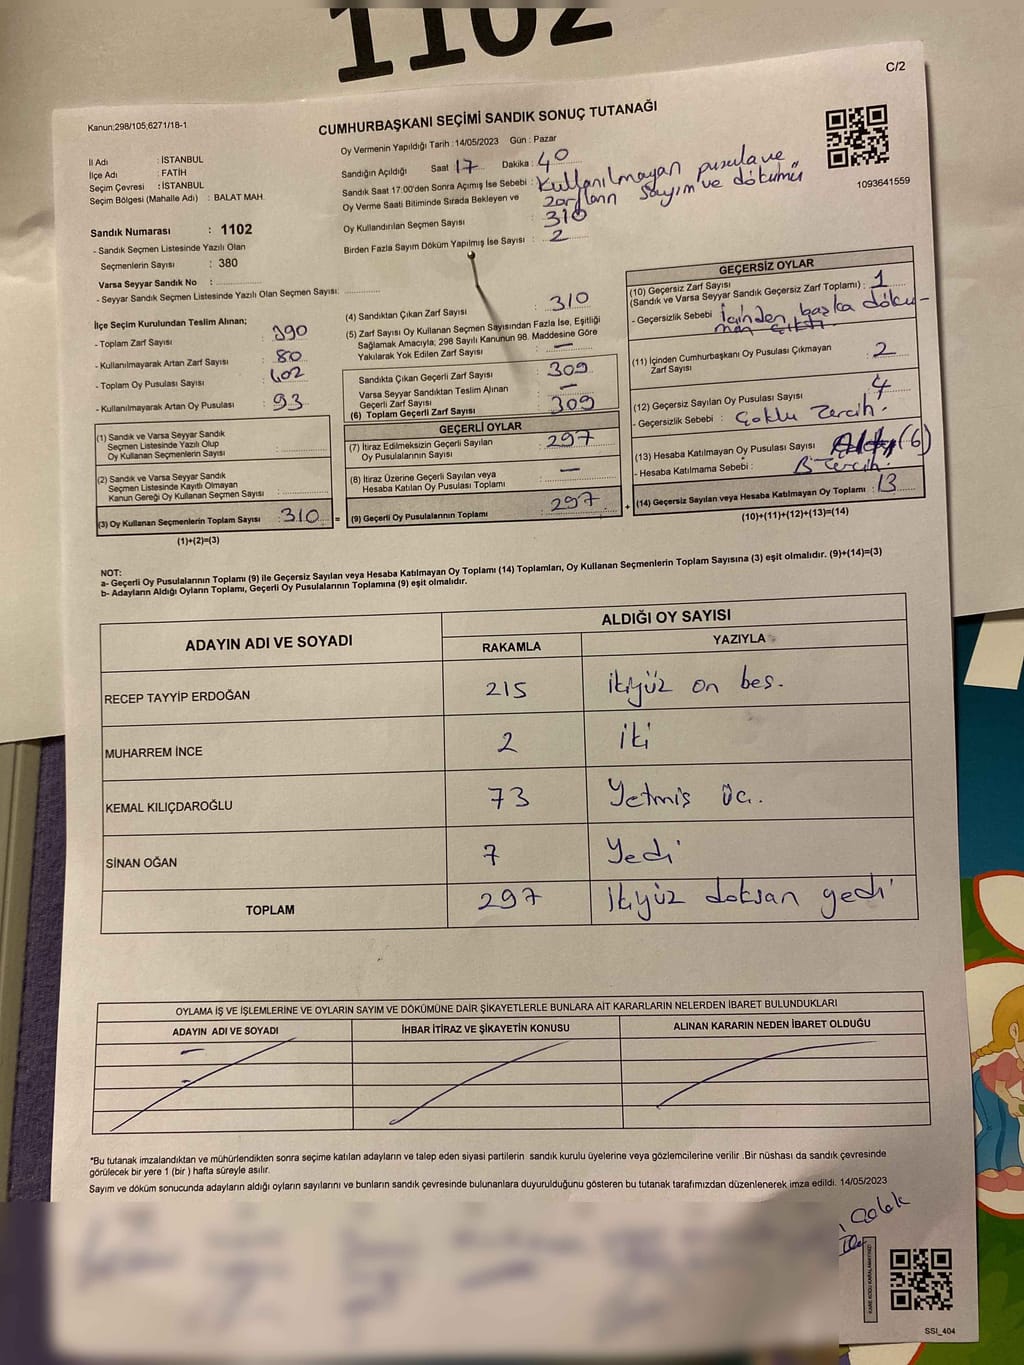 1102
C/2
Kanun;298/105;6271/18-1
CUMHURBAŞKANI SEÇİMİ SANDIK SONUÇ TUTANAĞI
Oy Vermenin Yapıldığı Tarih : 14/05/2023 Gün : Pazar
İl Adı : İSTANBUL
İlçe Adı : FATİH
Seçim Çevresi : İSTANBUL
Seçim Bölgesi (Mahalle Adı) : BALAT MAH.
Sandığın Açıldığı Saat 17 Dakika : 40
Sandık Saat 17:00'den Sonra Açımış İse Sebebi : Kullanılmayan pusula ve
Oy Verme Saati Bitiminde Sırada Bekleyen ve zarfların sayım ve dökümü
Oy Kullandırılan Seçmen Sayısı 310
Birden Fazla Sayım Döküm Yapılmış İse Sayısı : 2
1093641559
Sandık Numarası : 1102
- Sandık Seçmen Listesinde Yazılı Olan
Seçmenlerin Sayısı : 380
Varsa Seyyar Sandık No :
- Seyyar Sandık Seçmen Listesinde Yazılı Olan Seçmen Sayısı:
İlçe Seçim Kurulundan Teslim Alınan;
- Toplam Zarf Sayısı : 390
- Kullanılmayarak Artan Zarf Sayısı : 80
- Toplam Oy Pusulası Sayısı : 402
- Kullanılmayarak Artan Oy Pusulası : 93
(1) Sandık ve Varsa Seyyar Sandık
Seçmen Listesinde Yazılı Olup
Oy Kullanan Seçmenlerin Sayısı :
(2) Sandık ve Varsa Seyyar Sandık
Seçmen Listesinde Kayıtlı Olmayan
Kanun Gereği Oy Kullanan Seçmen Sayısı :
(3) Oy Kullanan Seçmenlerin Toplam Sayısı : 310 =
(1)+(2)=(3)
(4) Sandıktan Çıkan Zarf Sayısı : 310
(5) Zarf Sayısı Oy Kullanan Seçmen Sayısından Fazla İse, Eşitliği
Sağlamak Amacıyla, 298 Sayılı Kanunun 98. Maddesine Göre
Yakılarak Yok Edilen Zarf Sayısı : —
Sandıkta Çıkan Geçerli Zarf Sayısı : 309
Varsa Seyyar Sandıktan Teslim Alınan
Geçerli Zarf Sayısı : —
(6) Toplam Geçerli Zarf Sayısı : 309
GEÇERLİ OYLAR
(7) İtiraz Edilmeksizin Geçerli Sayılan
Oy Pusulalarının Sayısı : 297
(8) İtiraz Üzerine Geçerli Sayılan veya
Hesaba Katılan Oy Pusulası Toplamı : —
(9) Geçerli Oy Pusulalarının Toplamı : 297 +
GEÇERSİZ OYLAR
(10) Geçersiz Zarf Sayısı
(Sandık ve Varsa Seyyar Sandık Geçersiz Zarf Toplamı) : 1
- Geçersizlik Sebebi : İçinden başka dökü-
man çıktı.
(11) İçinden Cumhurbaşkanı Oy Pusulası Çıkmayan
Zarf Sayısı : 2
(12) Geçersiz Sayılan Oy Pusulası Sayısı : 4
- Geçersizlik Sebebi : Çoklu Tercih.
(13) Hesaba Katılmayan Oy Pusulası Sayısı (6)
- Hesaba Katılmama Sebebi : Tercih.
(14) Geçersiz Sayılan veya Hesaba Katılmayan Oy Toplamı : 13
(10)+(11)+(12)+(13)=(14)
NOT:
a- Geçerli Oy Pusulalarının Toplamı (9) ile Geçersiz Sayılan veya Hesaba Katılmayan Oy Toplamı (14) Toplamları, Oy Kullanan Seçmenlerin Toplam Sayısına (3) eşit olmalıdır. (9)+(14)=(3)
b- Adayların Aldığı Oyların Toplamı, Geçerli Oy Pusulalarının Toplamına (9) eşit olmalıdır.
ADAYIN ADI VE SOYADI
ALDIĞI OY SAYISI
RAKAMLA YAZIYLA
RECEP TAYYİP ERDOĞAN 215 ikiyüz on beş.
MUHARREM İNCE 2 iki
KEMAL KILIÇDAROĞLU 73 Yetmiş üç.
SİNAN OĞAN 7 Yedi
TOPLAM 297 ikiyüz doksan yedi
OYLAMA İŞ VE İŞLEMLERİNE VE OYLARIN SAYIM VE DÖKÜMÜNE DAİR ŞİKAYETLERLE BUNLARA AİT KARARLARIN NELERDEN İBARET BULUNDUKLARI
ADAYIN ADI VE SOYADI İHBAR İTİRAZ VE ŞİKAYETİN KONUSU ALINAN KARARIN NEDEN İBARET OLDUĞU
*Bu tutanak imzalandıktan ve mühürlendikten sonra seçime katılan adayların ve talep eden siyasi partilerin sandık kurulu üyelerine veya gözlemcilerine verilir .Bir nüshası da sandık çevresinde
görülecek bir yere 1 (bir ) hafta süreyle asılır.
Sayım ve döküm sonucunda adayların aldığı oyların sayılarını ve bunların sandık çevresinde bulunanlara duyurulduğunu gösteren bu tutanak tarafımızdan düzenlenerek imza edildi. 14/05/2023
KARE KODU KARALAMAYINIZ!
SSI_404